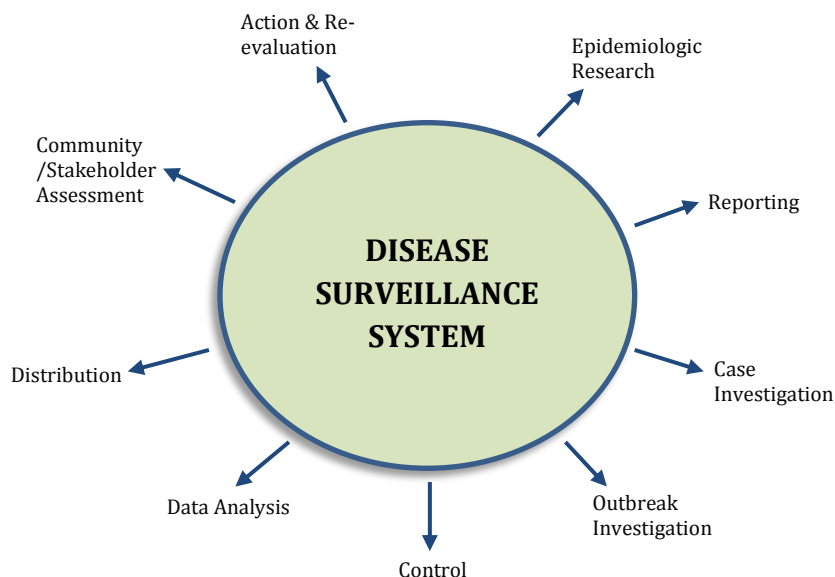 Action & Re-
evaluation
Epidemiologic
Research
Community
/Stakeholder
Assessment
Reporting
DISEASE
SURVEILLANCE
SYSTEM
Distribution
Case
Investigation
Data Analysis
Outbreak
Investigation
Control